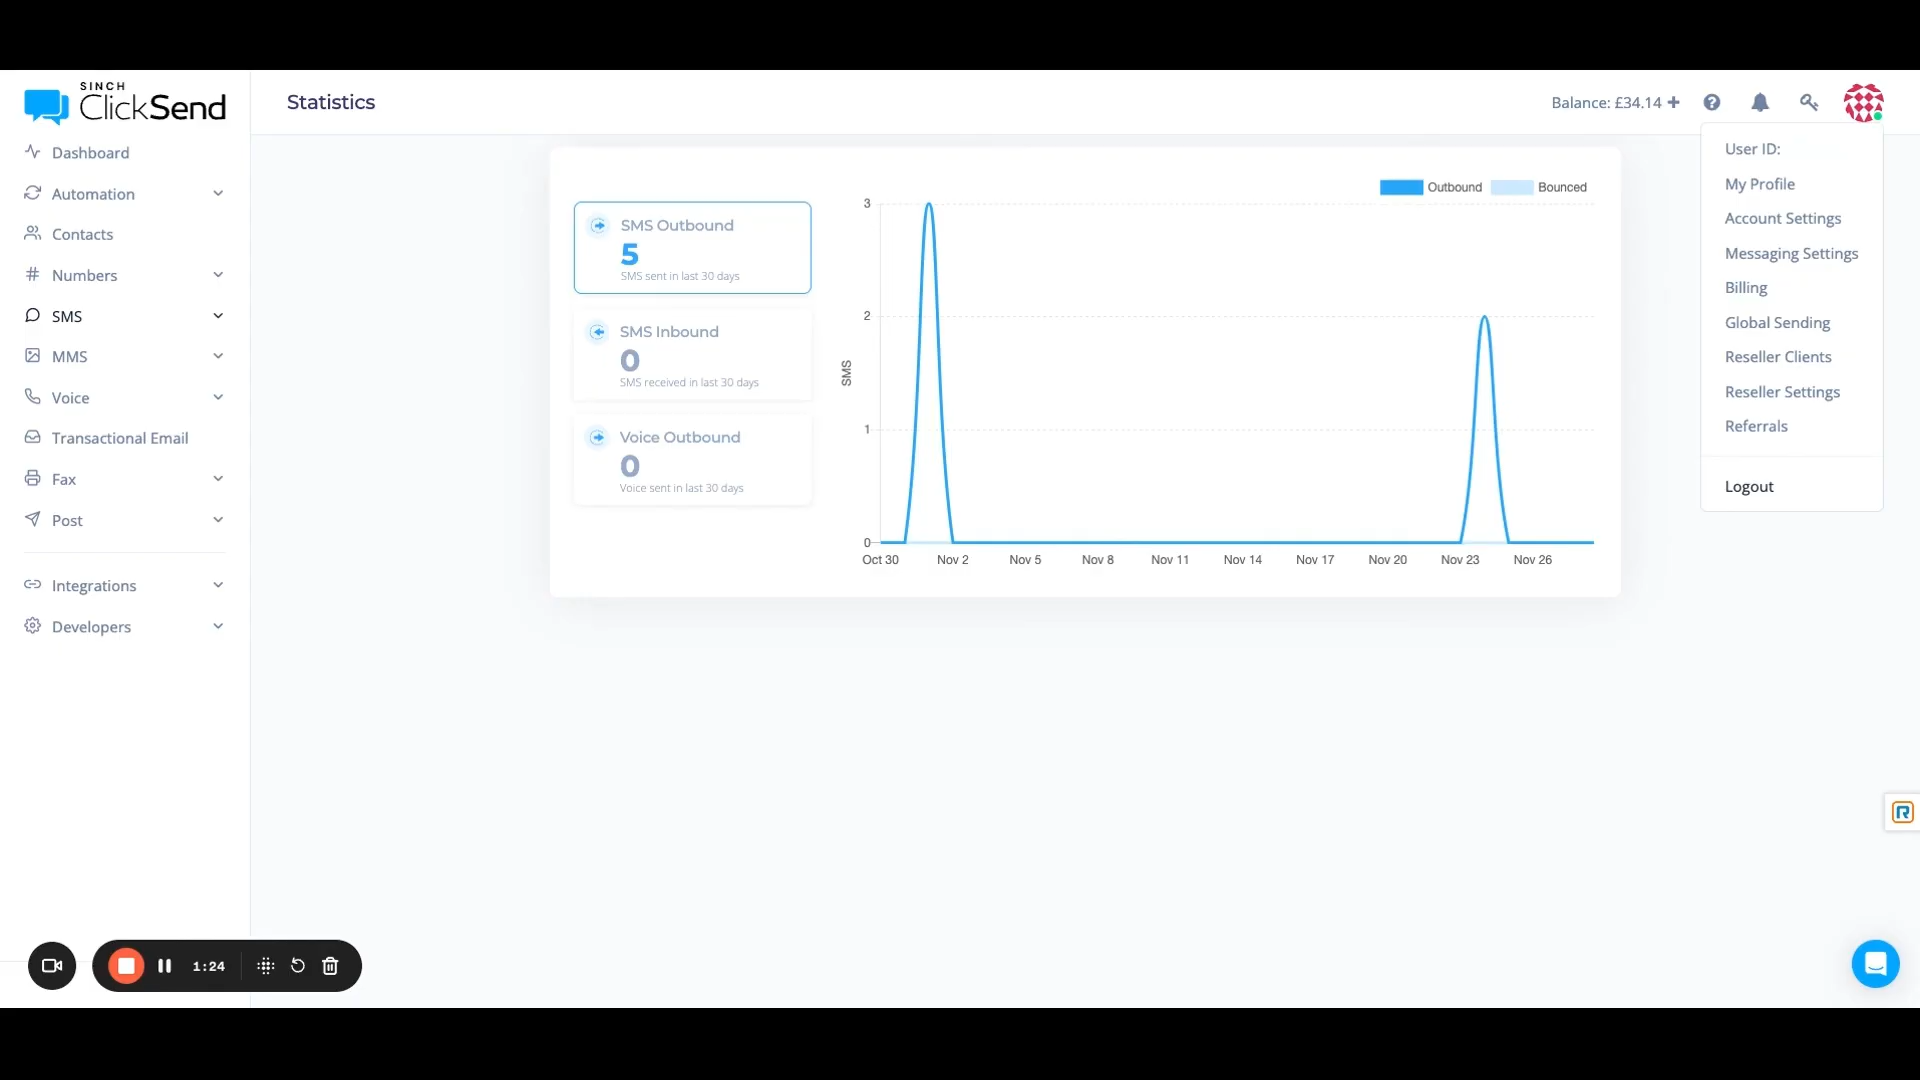 SINCH
ClickSend
Statistics
Balance: £34.14
Dashboard
Automation
Contacts
Numbers
SMS
MMS
Voice
Transactional Email
Fax
Post
Integrations
Developers
SMS Outbound
5
SMS sent in last 30 days
SMS Inbound
0
SMS received in last 30 days
Voice Outbound
0
Voice sent in last 30 days
Outbound Bounced
3
2
1
0
SMS
Oct 30 Nov 2 Nov 5 Nov 8 Nov 11 Nov 14 Nov 17 Nov 20 Nov 23 Nov 26
User ID:
My Profile
Account Settings
Messaging Settings
Billing
Global Sending
Reseller Clients
Reseller Settings
Referrals
Logout
R
1:24